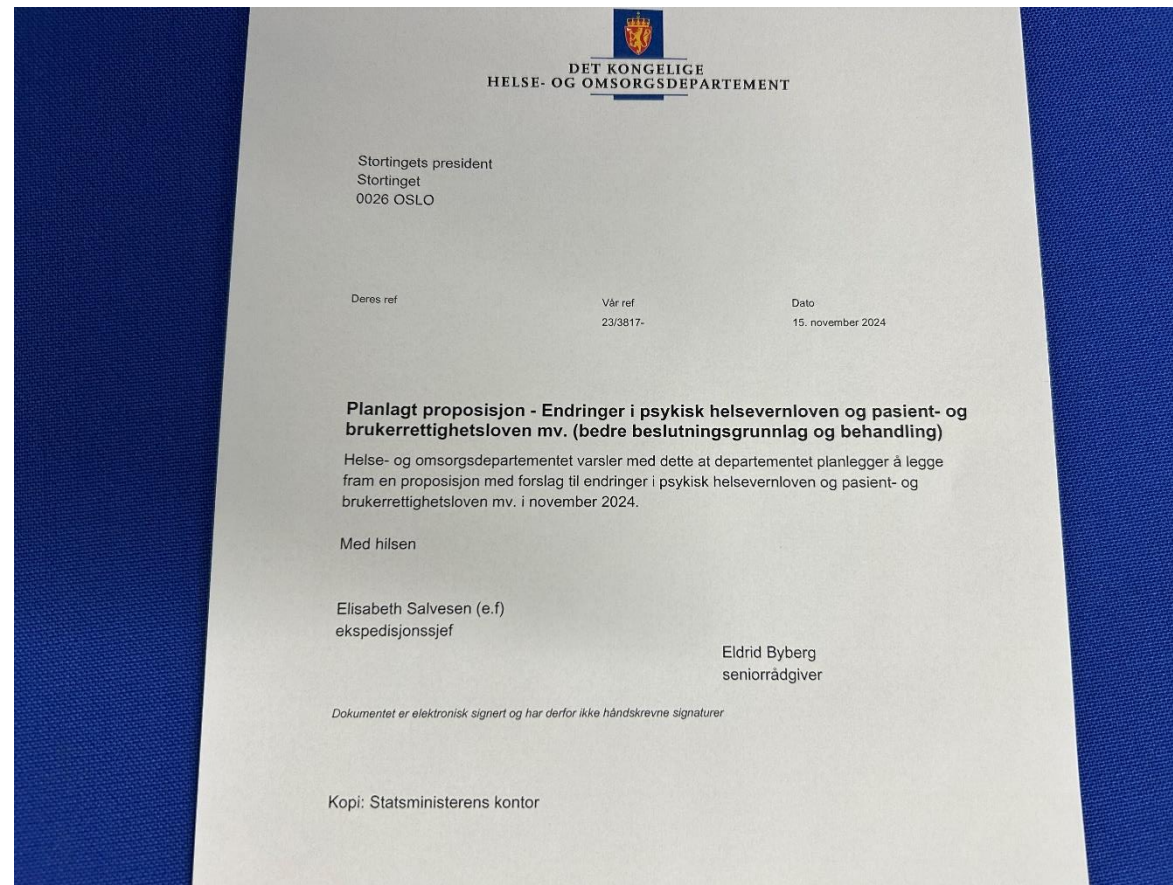 DET KONGELIGE
HELSE- OG OMSORGSDEPARTEMENT
Stortingets president
Stortinget
0026 OSLO
Deres ref
Vår ref
Dato
23/3817-
15. november 2024
Planlagt proposisjon - Endringer i psykisk helsevernloven og pasient- og
brukerrettighetsloven mv. (bedre beslutningsgrunnlag og behandling)
Helse- og omsorgsdepartementet varsler med dette at departementet planlegger å legge
fram en proposisjon med forslag til endringer i psykisk helsevernloven og pasient- og
brukerrettighetsloven mv. i november 2024.
Med hilsen
Elisabeth Salvesen (e.f)
ekspedisjonssjef
Eldrid Byberg
seniorrådgiver
Dokumentet er elektronisk signert og har derfor ikke håndskrevne signaturer
Kopi: Statsministerens kontor